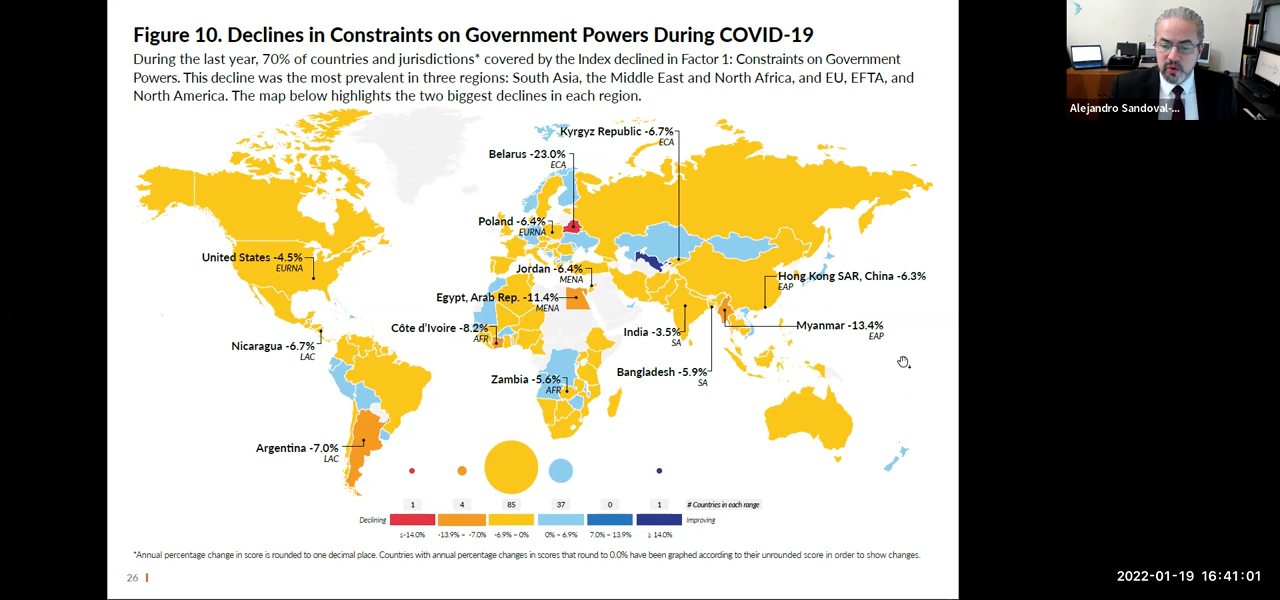 Figure 10. Declines in Constraints on Government Powers During COVID-19
During the last year, 70% of countries and jurisdictions* covered by the Index declined in Factor 1: Constraints on Government
Powers. This decline was the most prevalent in three regions: South Asia, the Middle East and North Africa, and EU, EFTA, and
North America. The map below highlights the two biggest declines in each region.
Alejandro Sandoval-...
Kyrgyz Republic -6.7%
ECA
Belarus -23.0%
ECA
Poland -6.4%
EURNA
United States -4.5%
EURNA
Jordan -6.4%
MENA
Hong Kong SAR, China -6.3%
EAP
Egypt, Arab Rep. -11.4%
MENA
Côte d'Ivoire -8.2%
AFR
India -3.5%
SA
Myanmar -13.4%
EAP
Nicaragua -6.7%
LAC
Zambia -5.6%
AFR
Bangladesh -5.9%
SA
Argentina -7.0%
LAC
1 4 85 37 0 1 # Countries in each range
Declining Improving
≤-14.0% -13.9% – -7.0% -6.9% – 0% 0% – 6.9% 7.0% – 13.9% ≥ 14.0%
*Annual percentage change in score is rounded to one decimal place. Countries with annual percentage changes in scores that round to 0.0% have been graphed according to their unrounded score in order to show changes.
26
2022-01-19 16:41:01